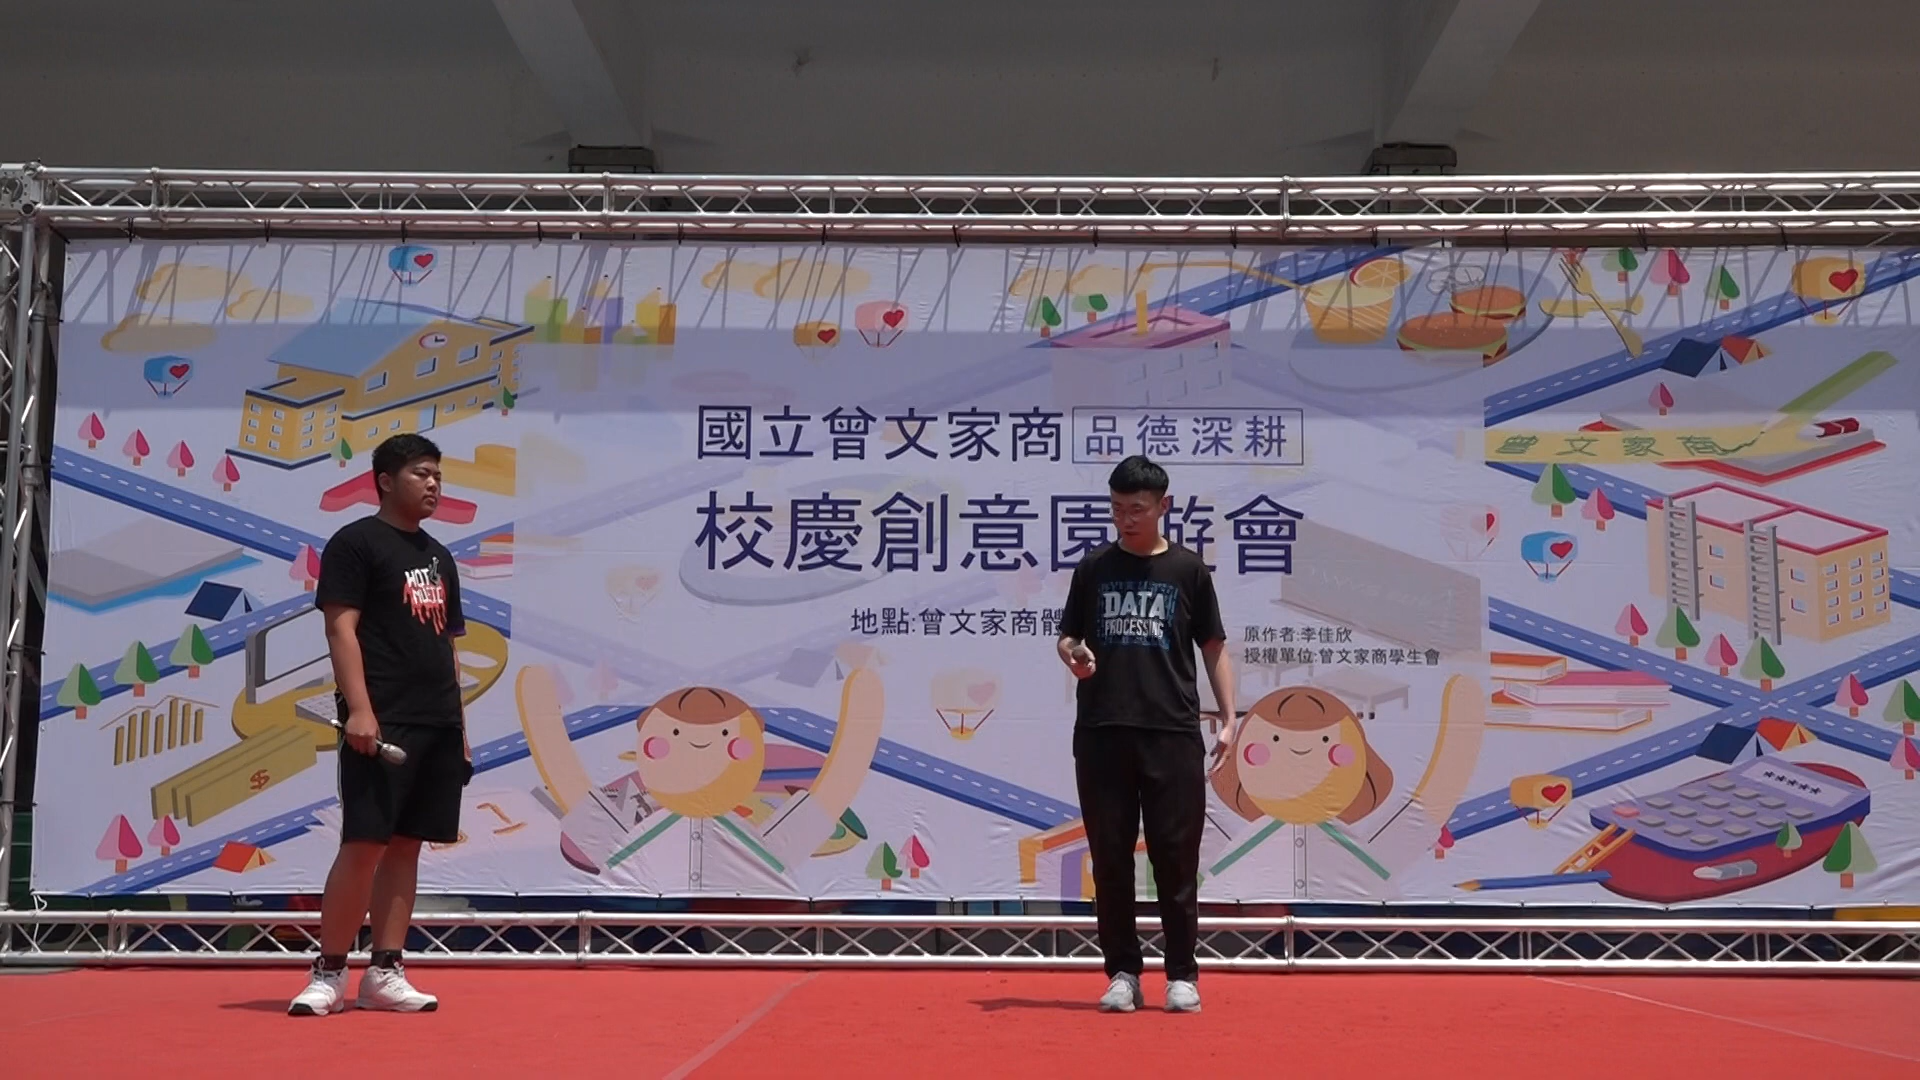 國立曾文家商 品德深耕
校慶創意園遊會
地點:曾文家商體
原作者:李佳欣
授權單位:曾文家商學生會
曾文家商
HOT
MUSIC
DATA
PROCESSING
$